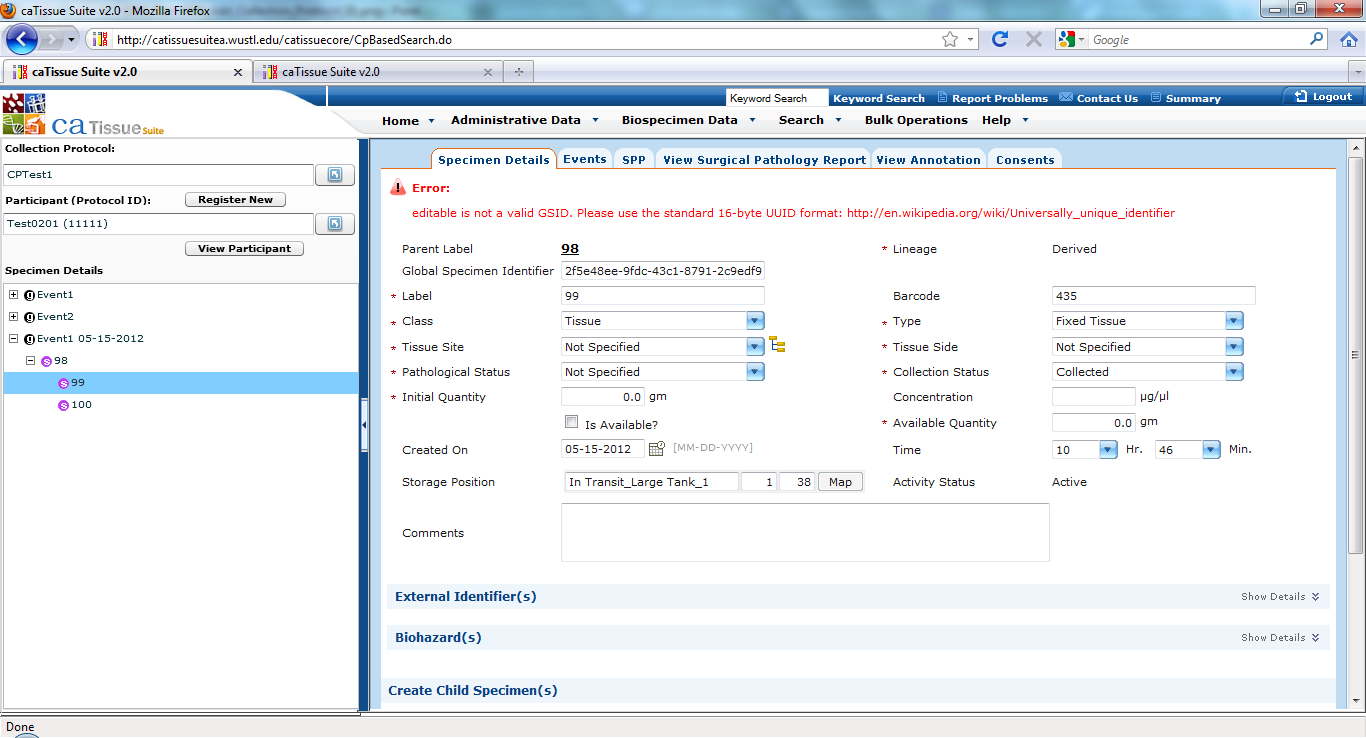 caTissue Suite v2.0 - Mozilla Firefox
http://catissuesuitea.wustl.edu/catissuecore/CpBasedSearch.do
Google
caTissue Suite v2.0
caTissue Suite v2.0
Keyword Search
Keyword Search
Report Problems
Contact Us
Summary
Logout
ca Tissue Suite
Home
Administrative Data
Biospecimen Data
Search
Bulk Operations
Help
Collection Protocol:
CPTest1
Participant (Protocol ID):
Register New
Test0201 (11111)
View Participant
Specimen Details
Event1
Event2
Event1 05-15-2012
S 98
S 99
S 100
Specimen Details
Events
SPP
View Surgical Pathology Report
View Annotation
Consents
Error:
editable is not a valid GSID. Please use the standard 16-byte UUID format: http://en.wikipedia.org/wiki/Universally_unique_identifier
Parent Label 98
* Lineage Derived
Global Specimen Identifier 2f5e48ee-9fdc-43c1-8791-2c9edf9
* Label 99
Barcode 435
* Class Tissue
* Type Fixed Tissue
* Tissue Site Not Specified
* Tissue Side Not Specified
* Pathological Status Not Specified
* Collection Status Collected
* Initial Quantity 0.0 gm
Concentration µg/µl
Is Available?
* Available Quantity 0.0 gm
Created On 05-15-2012 [MM-DD-YYYY]
Time 10 Hr. 46 Min.
Storage Position In Transit_Large Tank_1 1 38 Map
Activity Status Active
Comments
External Identifier(s) Show Details
Biohazard(s) Show Details
Create Child Specimen(s)
Done